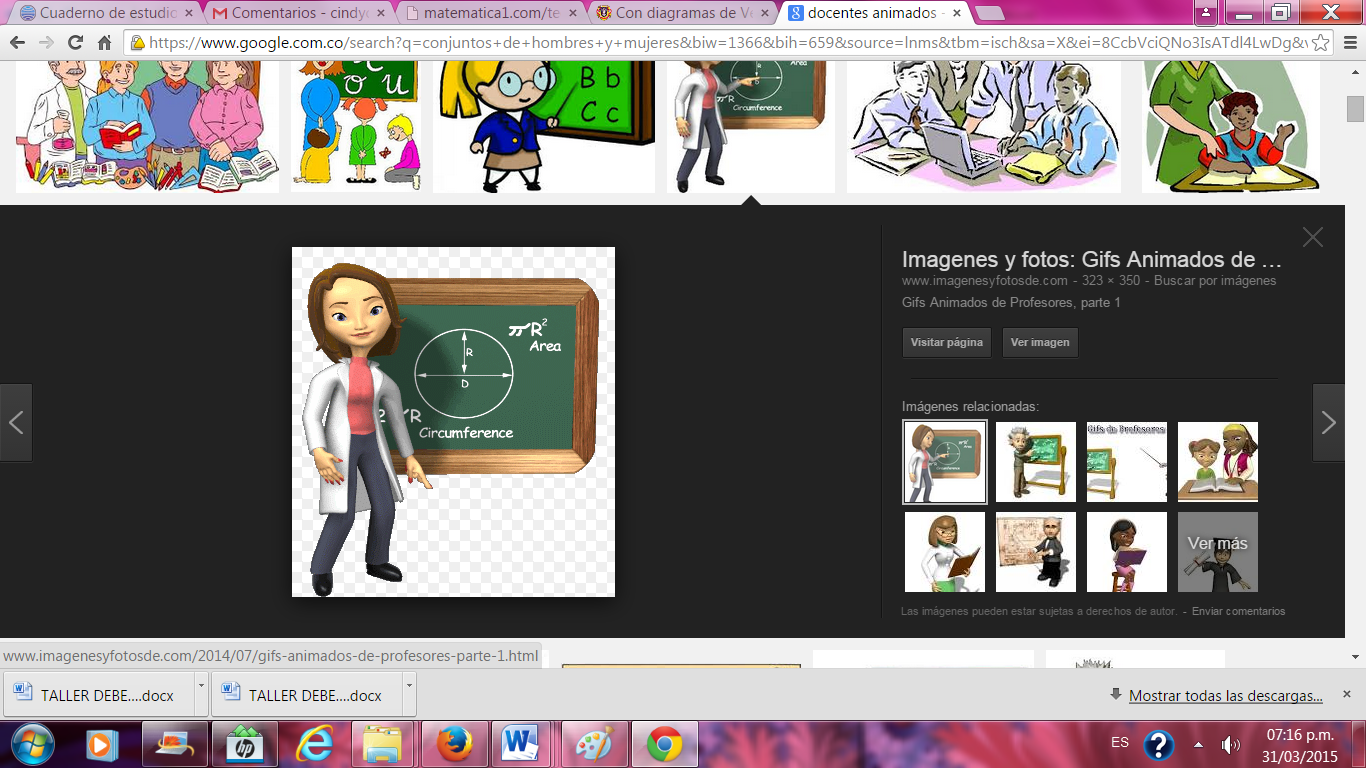 Cuaderno de estudio
Comentarios - cindyc
matematica1.com/te
Con diagramas de Ve
docentes animados -
https://www.google.com.co/search?q=conjuntos+de+hombres+y+mujeres&biw=1366&bih=659&source=lnms&tbm=isch&sa=X&ei=8CcbVciQNo3IsATdl4LwDg&v
o u
B b
C c
Area
R
Circumference
Imagenes y fotos: Gifs Animados de ...
www.imagenesyfotosde.com - 323 × 350 - Buscar por imágenes
Gifs Animados de Profesores, parte 1
Visitar página
Ver imagen
πR²
Area
R
D
2 R
Circumference
Imágenes relacionadas:
Gifs de Profesores
Ver más
Las imágenes pueden estar sujetas a derechos de autor. - Enviar comentarios
www.imagenesyfotosde.com/2014/07/gifs-animados-de-profesores-parte-1.html
TALLER DEBE....docx
TALLER DEBE....docx
Mostrar todas las descargas...
hp
ES
07:16 p.m.
31/03/2015